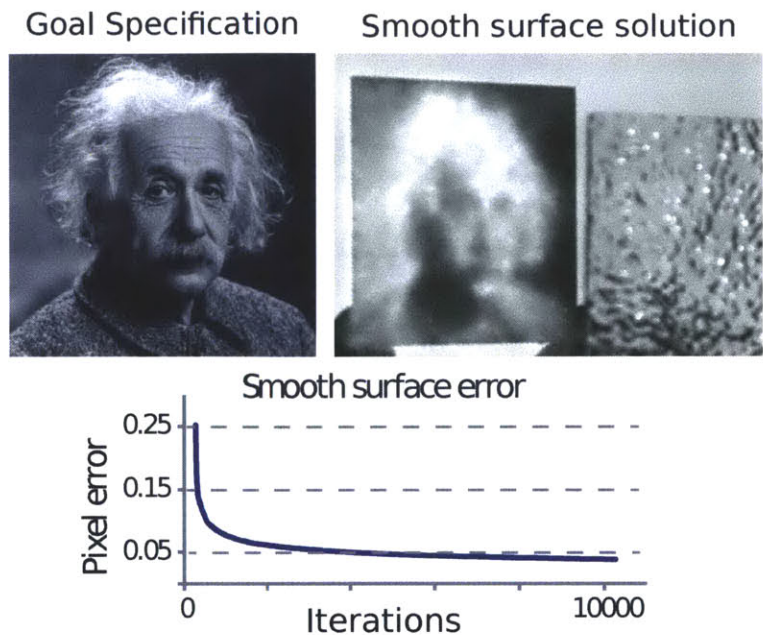 Goal Specification
Smooth surface solution
Smooth surface error
0.25
0.15
0.05
Pixel error
0
10000
Iterations